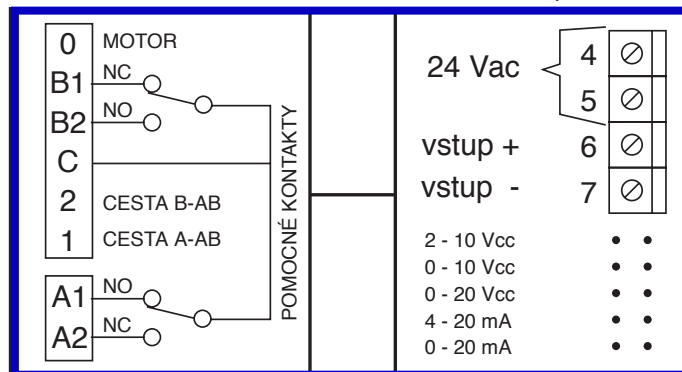 0 MOTOR
B1 NC
B2 NO
C
2 CESTA B-AB
1 CESTA A-AB
A1 NO
A2 NC
POMOCNÉ KONTAKTY
24 Vac
4
5
vstup + 6
vstup - 7
2 - 10 Vcc
0 - 10 Vcc
0 - 20 Vcc
4 - 20 mA
0 - 20 mA